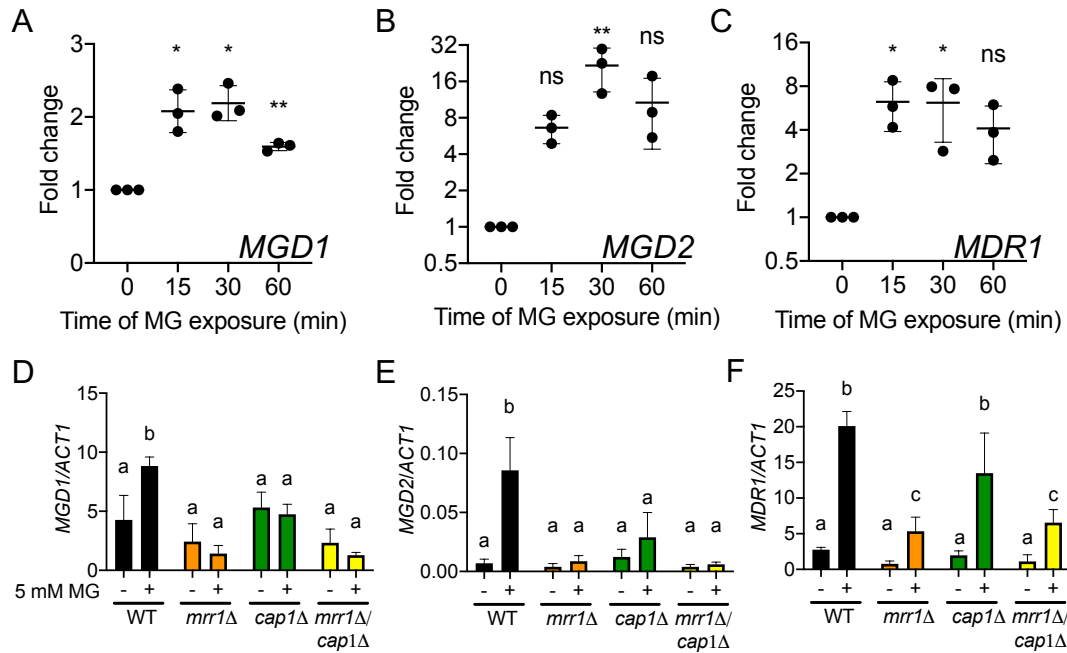 A
3
2
1
0
Fold change
* * **
MGD1
0 15 30 60
Time of MG exposure (min)
B
32
16
8
4
2
1
0.5
Fold change
ns ** ns
MGD2
0 15 30 60
Time of MG exposure (min)
C
16
8
4
2
1
0.5
Fold change
* * ns
MDR1
0 15 30 60
Time of MG exposure (min)
D
15
10
5
0
MGD1/ACT1
a b a a a a a a
5 mM MG - + - + - + - +
WT mrr1Δ cap1Δ mrr1Δ/
cap1Δ
E
0.15
0.10
0.05
0.00
MGD2/ACT1
a b a a a a a a
- + - + - + - +
WT mrr1Δ cap1Δ mrr1Δ/
cap1Δ
F
25
20
15
10
5
0
MDR1/ACT1
a b a c a b a c
- + - + - + - +
WT mrr1Δ cap1Δ mrr1Δ/
cap1Δ